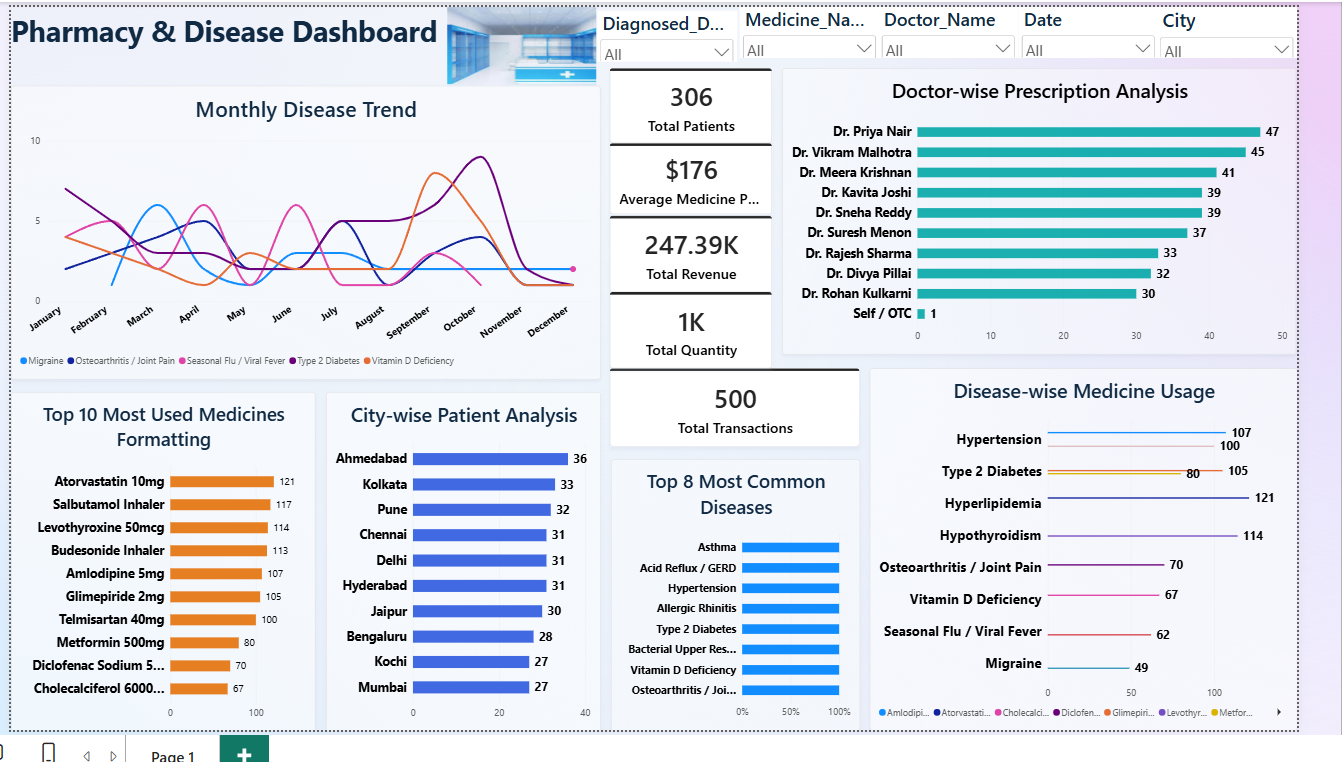 Pharmacy & Disease Dashboard
Diagnosed_D...
All
Medicine_Na...
All
Doctor_Name
All
Date
All
City
All
Monthly Disease Trend
10
5
0
January
February
March
April
May
June
July
August
September
October
November
December
Migraine Osteoarthritis / Joint Pain Seasonal Flu / Viral Fever Type 2 Diabetes Vitamin D Deficiency
306
Total Patients
$176
Average Medicine P...
247.39K
Total Revenue
1K
Total Quantity
500
Total Transactions
Doctor-wise Prescription Analysis
Dr. Priya Nair 47
Dr. Vikram Malhotra 45
Dr. Meera Krishnan 41
Dr. Kavita Joshi 39
Dr. Sneha Reddy 39
Dr. Suresh Menon 37
Dr. Rajesh Sharma 33
Dr. Divya Pillai 32
Dr. Rohan Kulkarni 30
Self / OTC 1
0 10 20 30 40 50
Top 10 Most Used Medicines
Formatting
Atorvastatin 10mg 121
Salbutamol Inhaler 117
Levothyroxine 50mcg 114
Budesonide Inhaler 113
Amlodipine 5mg 107
Glimepiride 2mg 105
Telmisartan 40mg 100
Metformin 500mg 80
Diclofenac Sodium 5... 70
Cholecalciferol 6000... 67
0 100
City-wise Patient Analysis
Ahmedabad 36
Kolkata 33
Pune 32
Chennai 31
Delhi 31
Hyderabad 31
Jaipur 30
Bengaluru 28
Kochi 27
Mumbai 27
0 20 40
Top 8 Most Common
Diseases
Asthma
Acid Reflux / GERD
Hypertension
Allergic Rhinitis
Type 2 Diabetes
Bacterial Upper Res...
Vitamin D Deficiency
Osteoarthritis / Joi...
0% 50% 100%
Disease-wise Medicine Usage
Hypertension 107
100
Type 2 Diabetes 105
80
Hyperlipidemia 121
Hypothyroidism 114
Osteoarthritis / Joint Pain 70
Vitamin D Deficiency 67
Seasonal Flu / Viral Fever 62
Migraine 49
0 50 100
Amlodipi... Atorvastati... Cholecalci... Diclofen... Glimepiri... Levothyr... Metfor...
Page 1